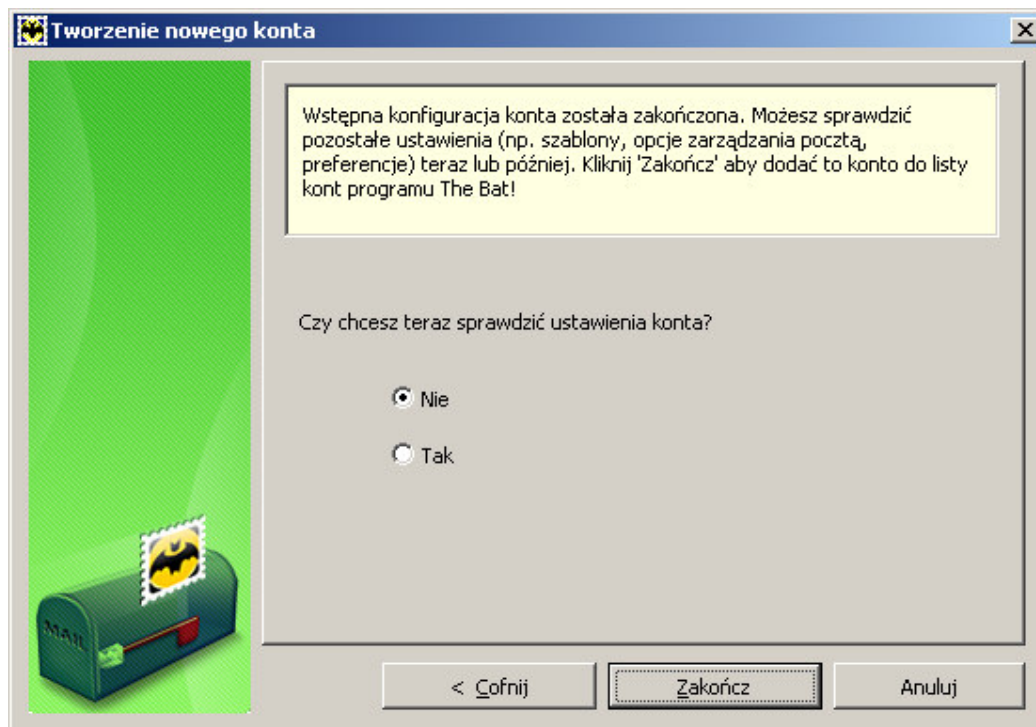 Tworzenie nowego konta
Wstępna konfiguracja konta została zakończona. Możesz sprawdzić
pozostałe ustawienia (np. szablony, opcje zarządzania pocztą,
preferencje) teraz lub później. Kliknij 'Zakończ' aby dodać to konto do listy
kont programu The Bat!
Czy chcesz teraz sprawdzić ustawienia konta?
Nie
Tak
MAIL
< Cofnij
Zakończ
Anuluj